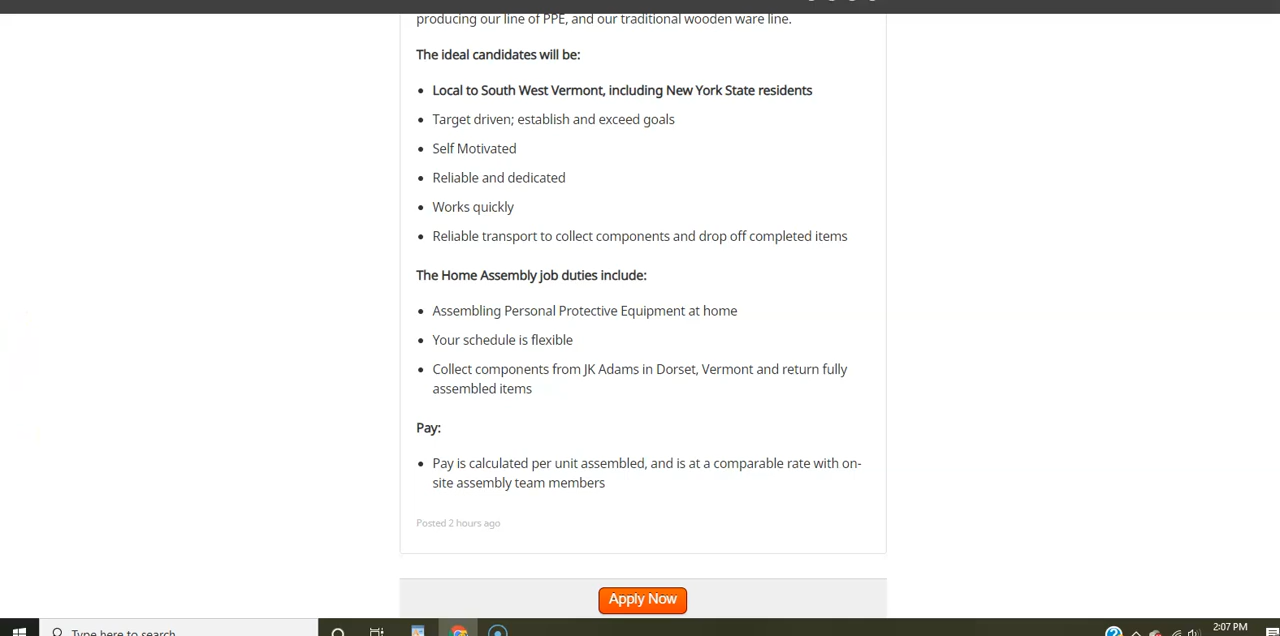 producing our line of PPE, and our traditional wooden ware line.
The ideal candidates will be:
Local to South West Vermont, including New York State residents
Target driven; establish and exceed goals
Self Motivated
Reliable and dedicated
Works quickly
Reliable transport to collect components and drop off completed items
The Home Assembly job duties include:
Assembling Personal Protective Equipment at home
Your schedule is flexible
Collect components from JK Adams in Dorset, Vermont and return fully
assembled items
Pay:
Pay is calculated per unit assembled, and is at a comparable rate with on-
site assembly team members
Posted 2 hours ago
Apply Now
Type here to search
2:07 PM